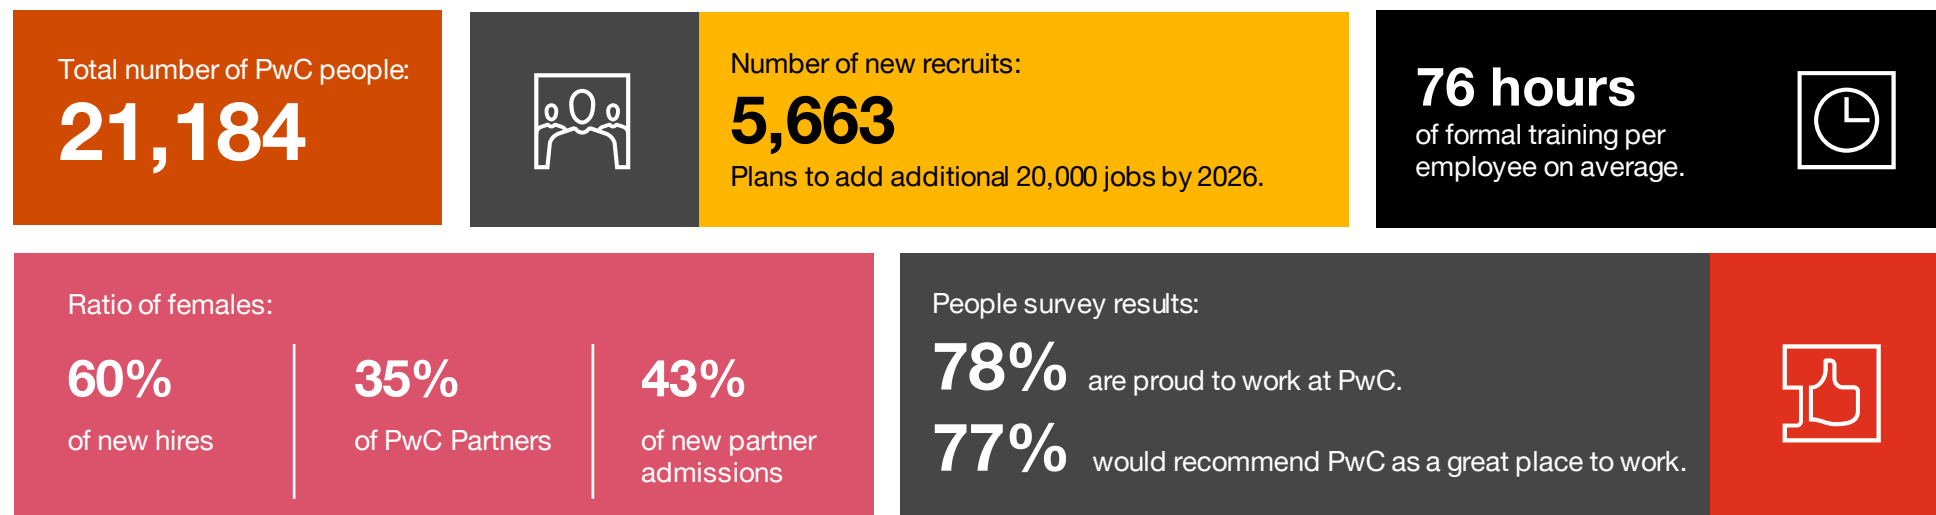 Total number of PwC people:
21,184
Number of new recruits:
5,663
Plans to add additional 20,000 jobs by 2026.
76 hours
of formal training per
employee on average.
Ratio of females:
60%
of new hires
35%
of PwC Partners
43%
of new partner
admissions
People survey results:
78% are proud to work at PwC.
77% would recommend PwC as a great place to work.